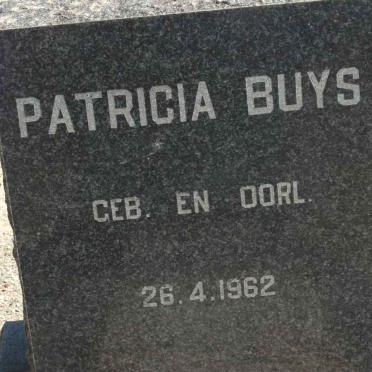 PATRICIA BUYS
GEB. EN OORL.
26.4.1962